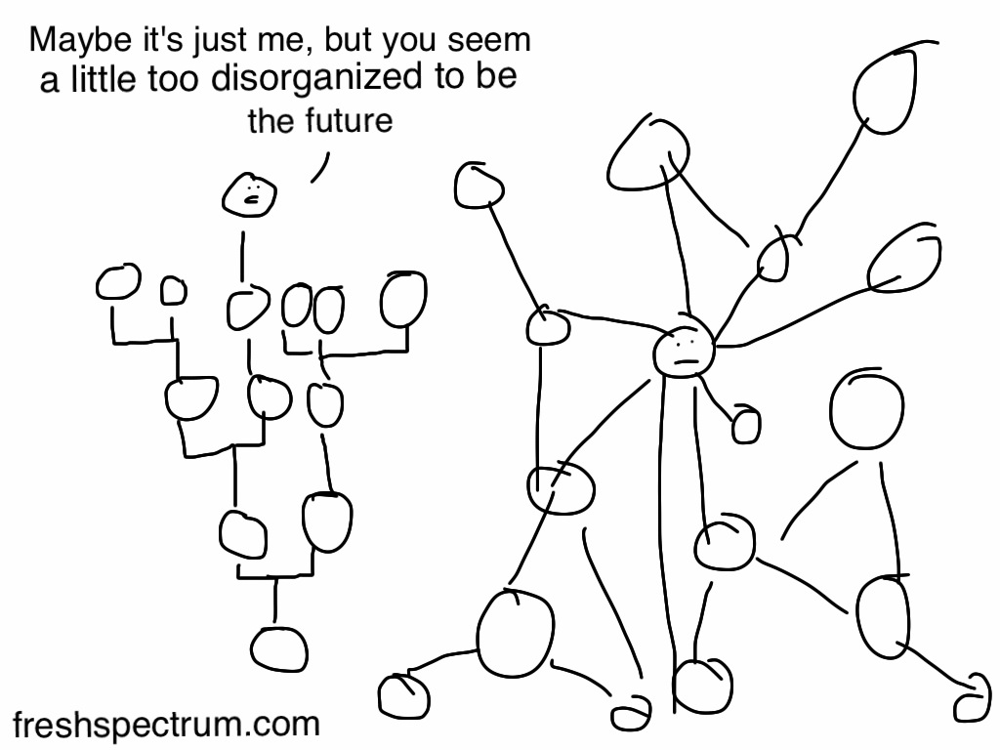 Maybe it's just me, but you seem
a little too disorganized to be
the future
freshspectrum.com